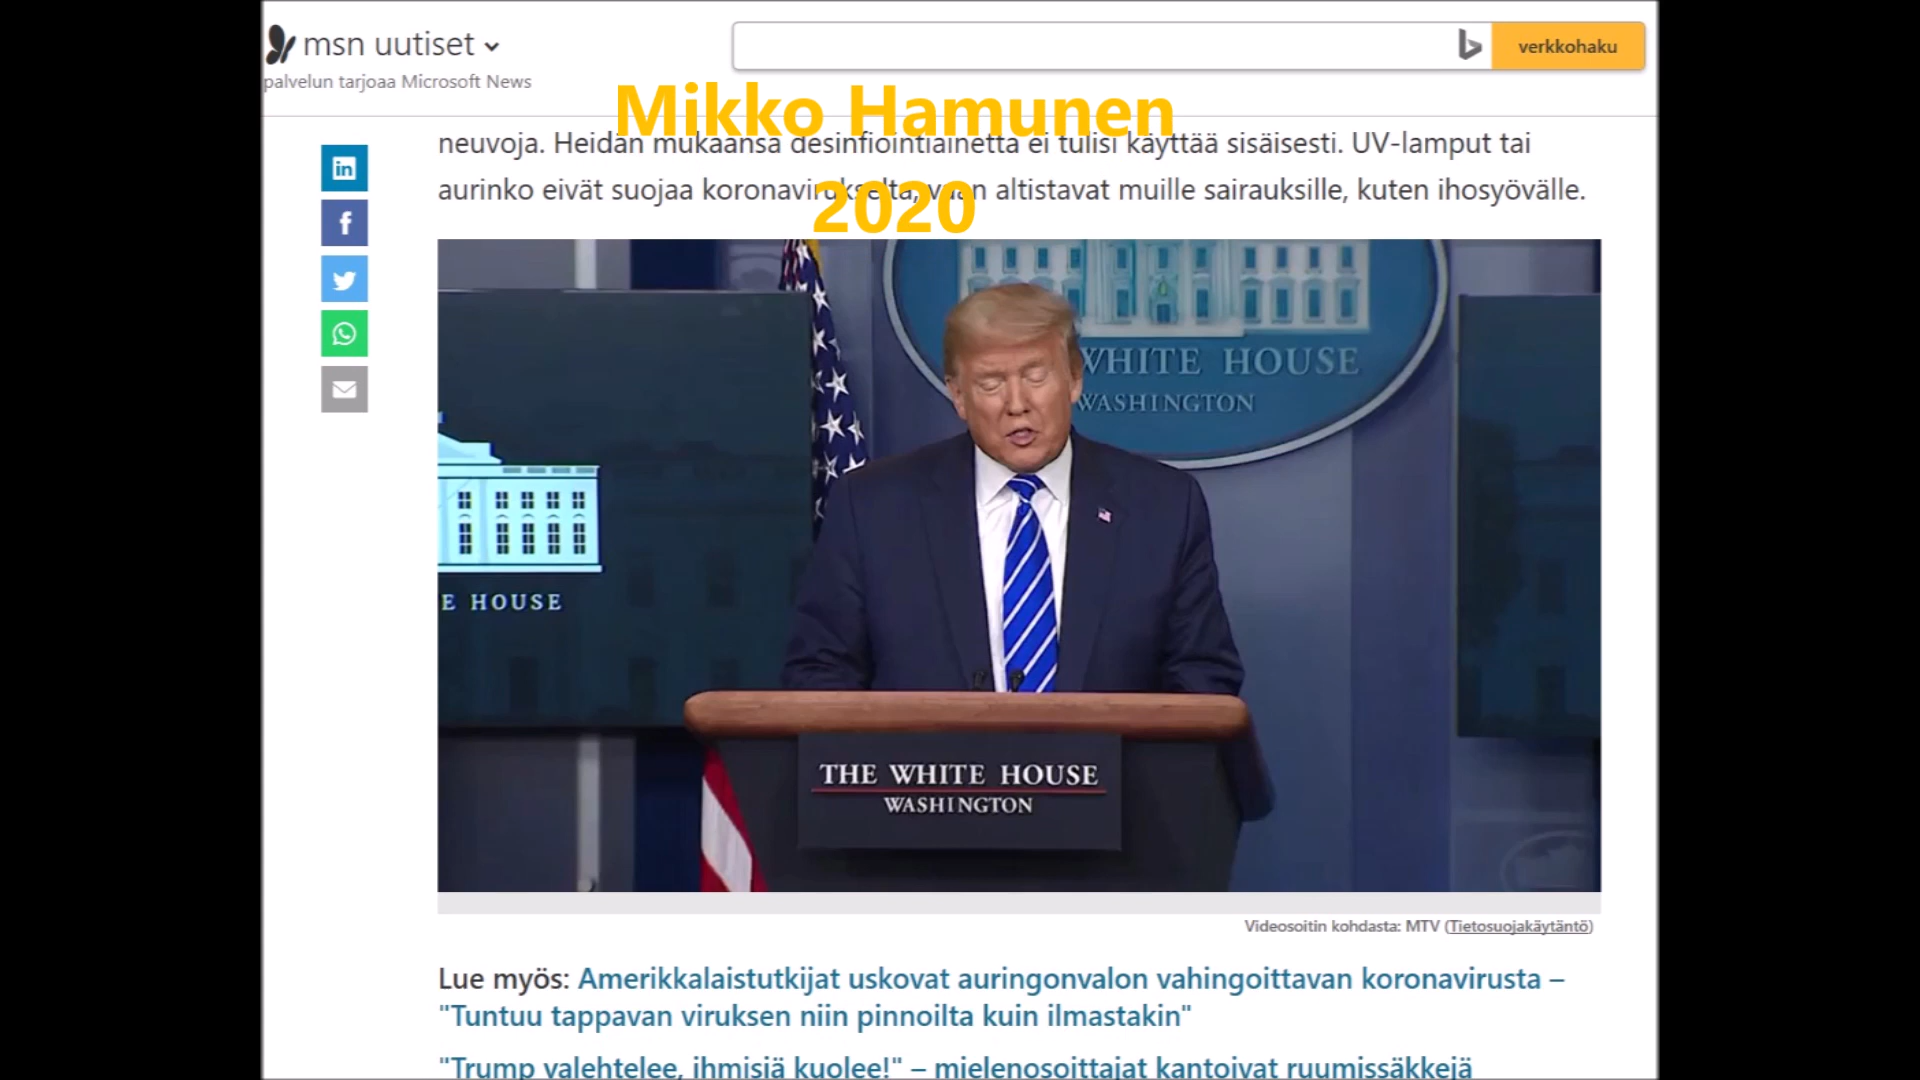 msn uutiset
verkkohaku
palvelun tarjoaa Microsoft News
Mikko Hamunen
2020
neuvoja. Heidän mukaansa desinfiointiainetta ei tulisi käyttää sisäisesti. UV-lamput tai
aurinko eivät suojaa koronavirukselta, vaan altistavat muille sairauksille, kuten ihosyövälle.
in
f
WHITE HOUSE
WASHINGTON
E HOUSE
THE WHITE HOUSE
WASHINGTON
Videosoitin kohdasta: MTV (Tietosuojakäytäntö)
Lue myös: Amerikkalaistutkijat uskovat auringonvalon vahingoittavan koronavirusta –
"Tuntuu tappavan viruksen niin pinnoilta kuin ilmastakin"
"Trump valehtelee, ihmisiä kuolee!" – mielenosoittajat kantoivat ruumissäkkejä